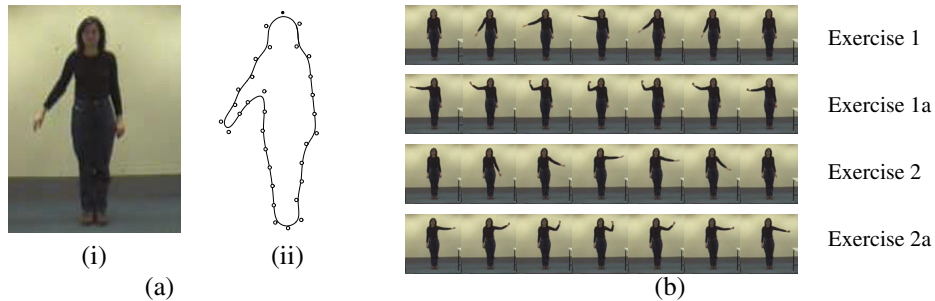 (i)
(ii)
(a)
Exercise 1
Exercise 1a
Exercise 2
Exercise 2a
(b)